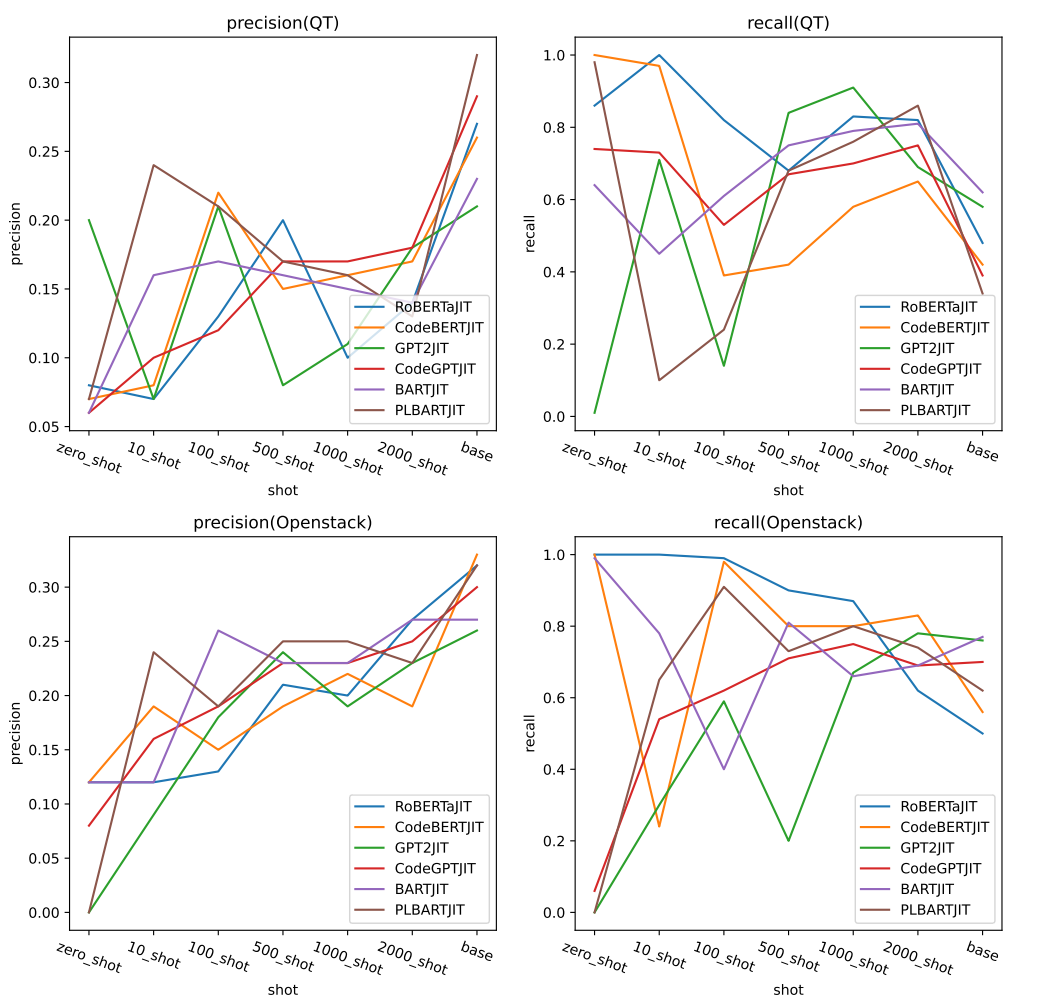 precision(QT)
precision
0.30
0.25
0.20
0.15
0.10
0.05
RoBERTaJIT
CodeBERTJIT
GPT2JIT
CodeGPTJIT
BARTJIT
PLBARTJIT
zero_shot 10_shot 100_shot 500_shot 1000_shot 2000_shot base
shot
recall(QT)
recall
1.0
0.8
0.6
0.4
0.2
0.0
RoBERTaJIT
CodeBERTJIT
GPT2JIT
CodeGPTJIT
BARTJIT
PLBARTJIT
zero_shot 10_shot 100_shot 500_shot 1000_shot 2000_shot base
shot
precision(Openstack)
precision
0.30
0.25
0.20
0.15
0.10
0.05
0.00
RoBERTaJIT
CodeBERTJIT
GPT2JIT
CodeGPTJIT
BARTJIT
PLBARTJIT
zero_shot 10_shot 100_shot 500_shot 1000_shot 2000_shot base
shot
recall(Openstack)
recall
1.0
0.8
0.6
0.4
0.2
0.0
RoBERTaJIT
CodeBERTJIT
GPT2JIT
CodeGPTJIT
BARTJIT
PLBARTJIT
zero_shot 10_shot 100_shot 500_shot 1000_shot 2000_shot base
shot